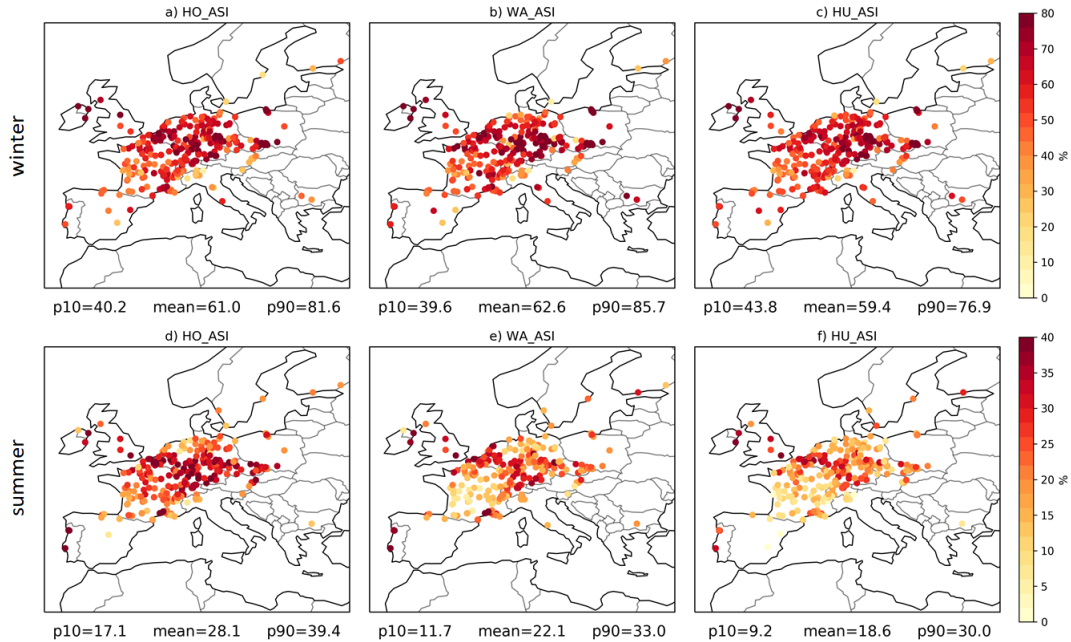 a) HO_ASI
b) WA_ASI
c) HU_ASI
winter
80
70
60
50
40
30
20
10
0
%
p10=40.2 mean=61.0 p90=81.6
p10=39.6 mean=62.6 p90=85.7
p10=43.8 mean=59.4 p90=76.9
d) HO_ASI
e) WA_ASI
f) HU_ASI
summer
40
35
30
25
20
15
10
5
0
%
p10=17.1 mean=28.1 p90=39.4
p10=11.7 mean=22.1 p90=33.0
p10=9.2 mean=18.6 p90=30.0